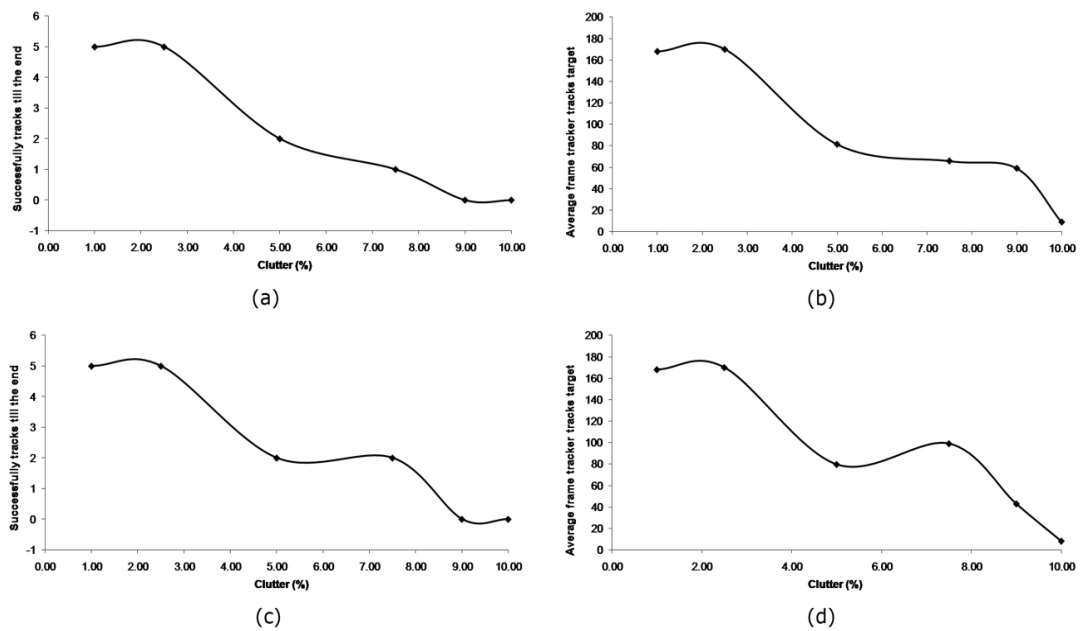 6
5
4
3
2
1
0
-1
Successfully tracks till the end
0.00 1.00 2.00 3.00 4.00 5.00 6.00 7.00 8.00 9.00 10.00
Clutter (%)
(a)
200
180
160
140
120
100
80
60
40
20
0
Average frame tracker tracks target
0.00 1.00 2.00 3.00 4.00 5.00 6.00 7.00 8.00 9.00 10.00
Clutter (%)
(b)
6
5
4
3
2
1
0
-1
Successfully tracks till the end
0.00 1.00 2.00 3.00 4.00 5.00 6.00 7.00 8.00 9.00 10.00
Clutter (%)
(c)
200
180
160
140
120
100
80
60
40
20
0
Average frame tracker tracks target
0.00 1.00 2.00 3.00 4.00 5.00 6.00 7.00 8.00 9.00 10.00
Clutter (%)
(d)